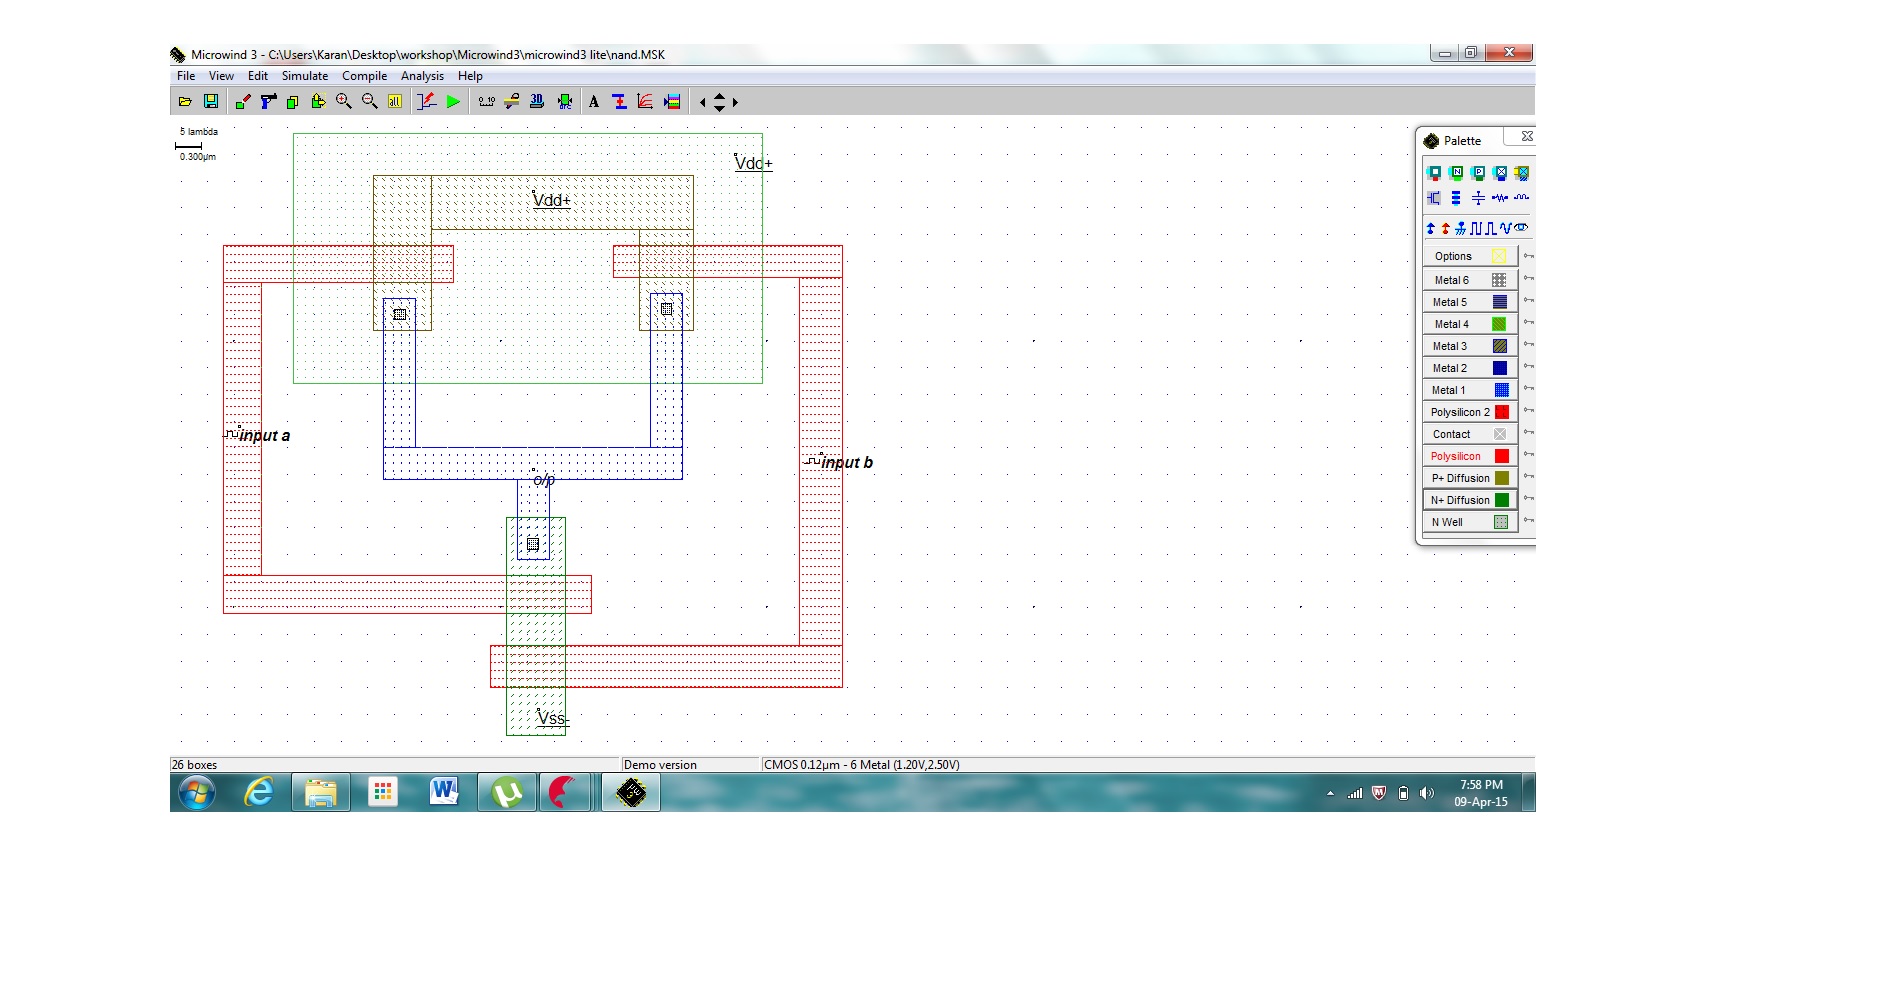 Microwind 3 - C:\Users\Karan\Desktop\workshop\Microwind3\microwind3 lite\nand.MSK
File View Edit Simulate Compile Analysis Help
5 lambda
0.300µm
Vdd+
Vdd+
input a
input b
o/p
Vss-
Palette
Options
Metal 6
Metal 5
Metal 4
Metal 3
Metal 2
Metal 1
Polysilicon 2
Contact
Polysilicon
P+ Diffusion
N+ Diffusion
N Well
26 boxes Demo version CMOS 0.12µm - 6 Metal (1.20V,2.50V)
7:58 PM
09-Apr-15